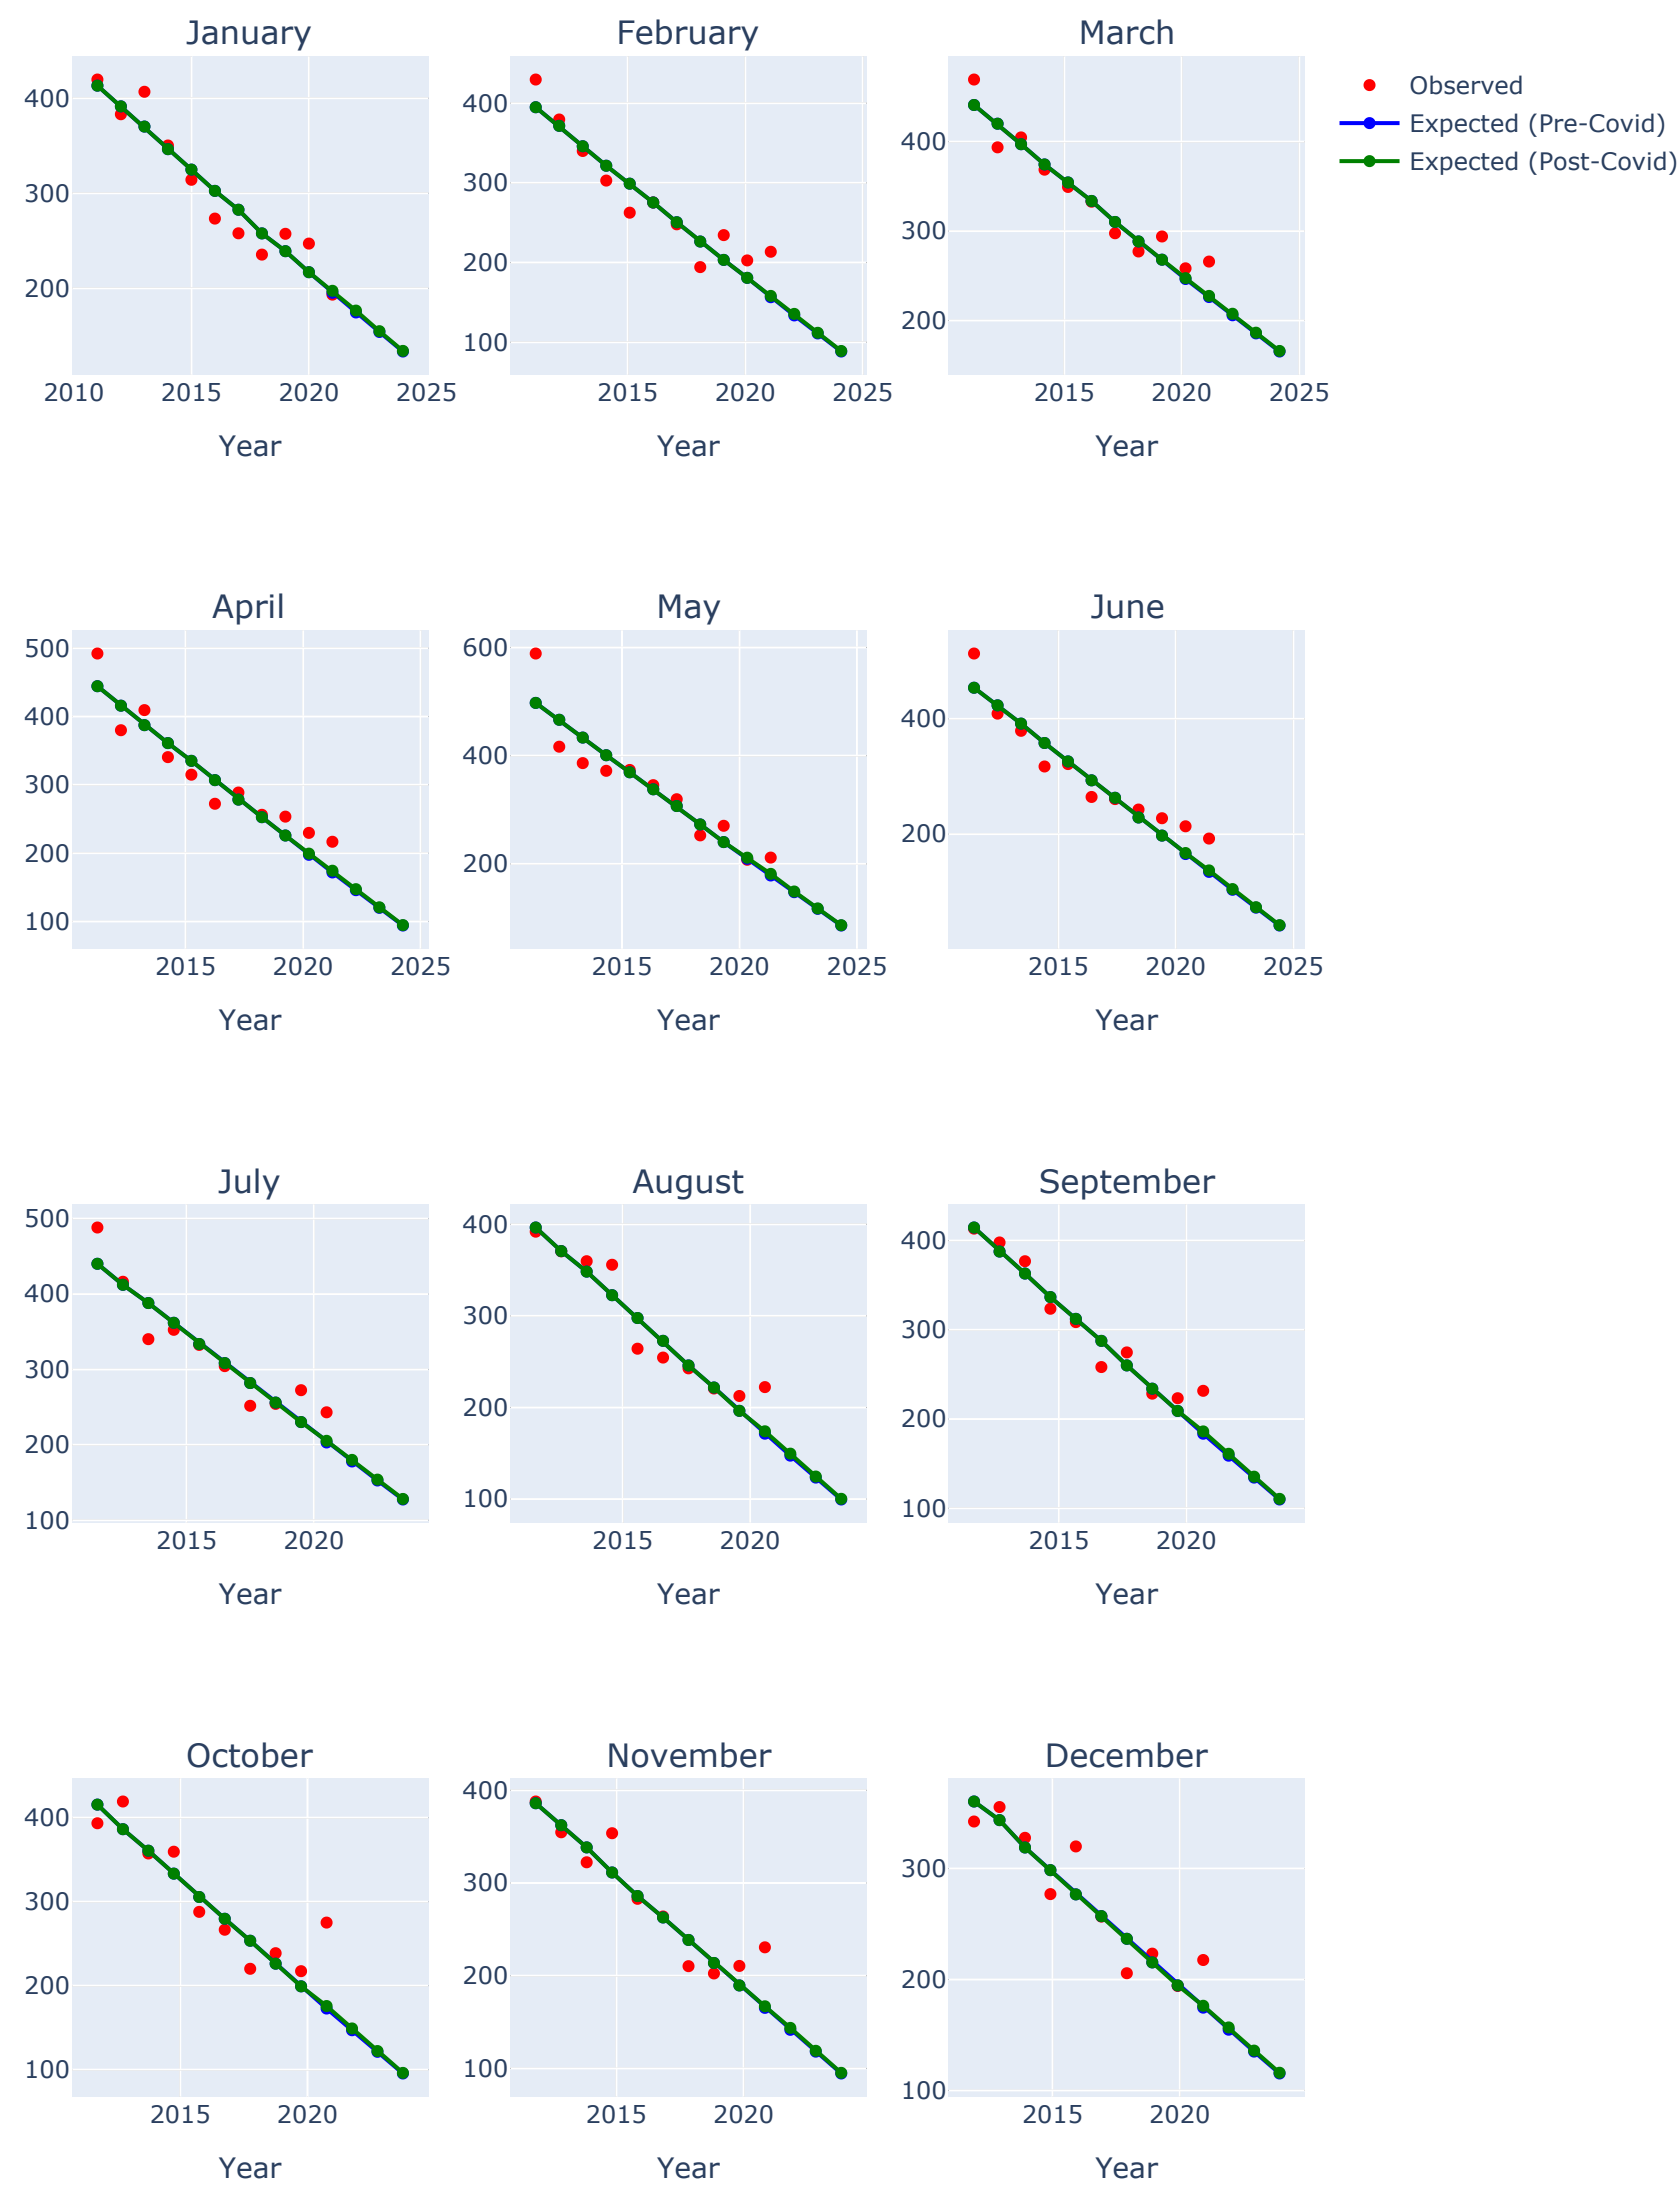 January
February
March
Observed
Expected (Pre-Covid)
Expected (Post-Covid)
400
300
200
2010
2015
2020
2025
Year
400
300
200
100
2015
2020
2025
Year
400
300
200
2015
2020
2025
Year
April
May
June
500
400
300
200
100
2015
2020
2025
Year
600
400
200
2015
2020
2025
Year
400
200
2015
2020
2025
Year
July
August
September
500
400
300
200
100
2015
2020
Year
400
300
200
100
2015
2020
Year
400
300
200
100
2015
2020
Year
October
November
December
400
300
200
100
2015
2020
Year
400
300
200
100
2015
2020
Year
300
200
100
2015
2020
Year